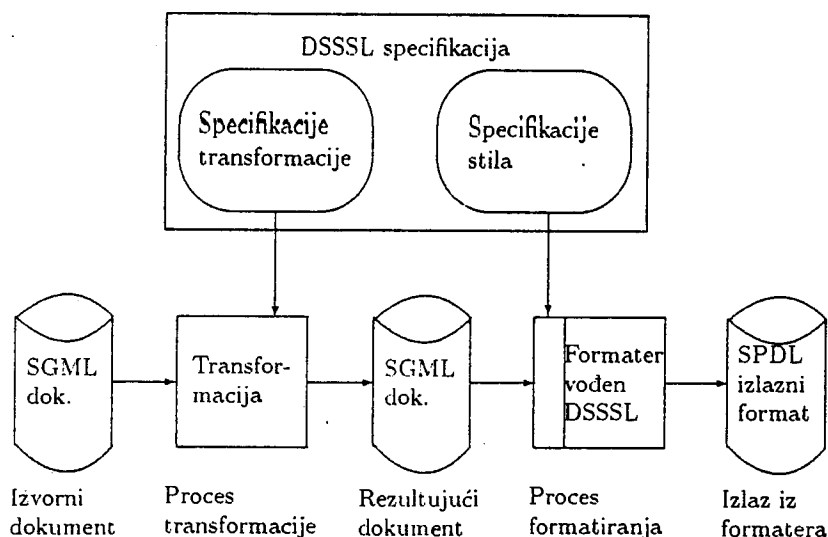 DSSSL specifikacija
Specifikacije
transformacije
Specifikacije
stila
SGML
dok.
Transfor-
macija
SGML
dok.
Formater
vođen
DSSSL
SPDL
izlazni
format
Izvorni
dokument
Proces
transformacije
Rezultujući
dokument
Proces
formatiranja
Izlaz iz
formatera